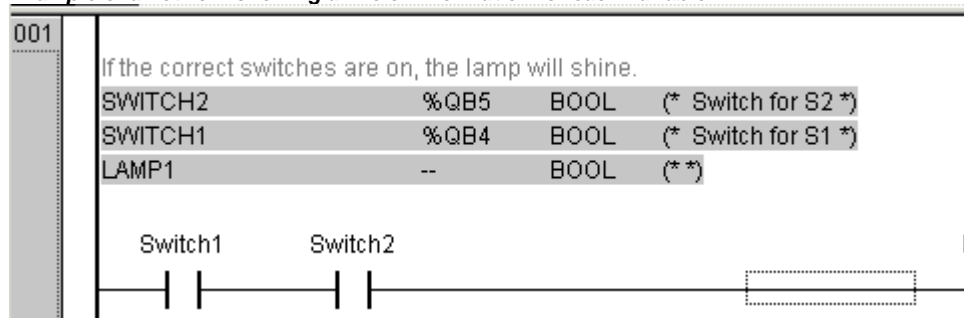 001
If the correct switches are on, the lamp will shine.
SWITCH2 %QB5 BOOL (* Switch for S2 *)
SWITCH1 %QB4 BOOL (* Switch for S1 *)
LAMP1 -- BOOL (* *)
Switch1 Switch2